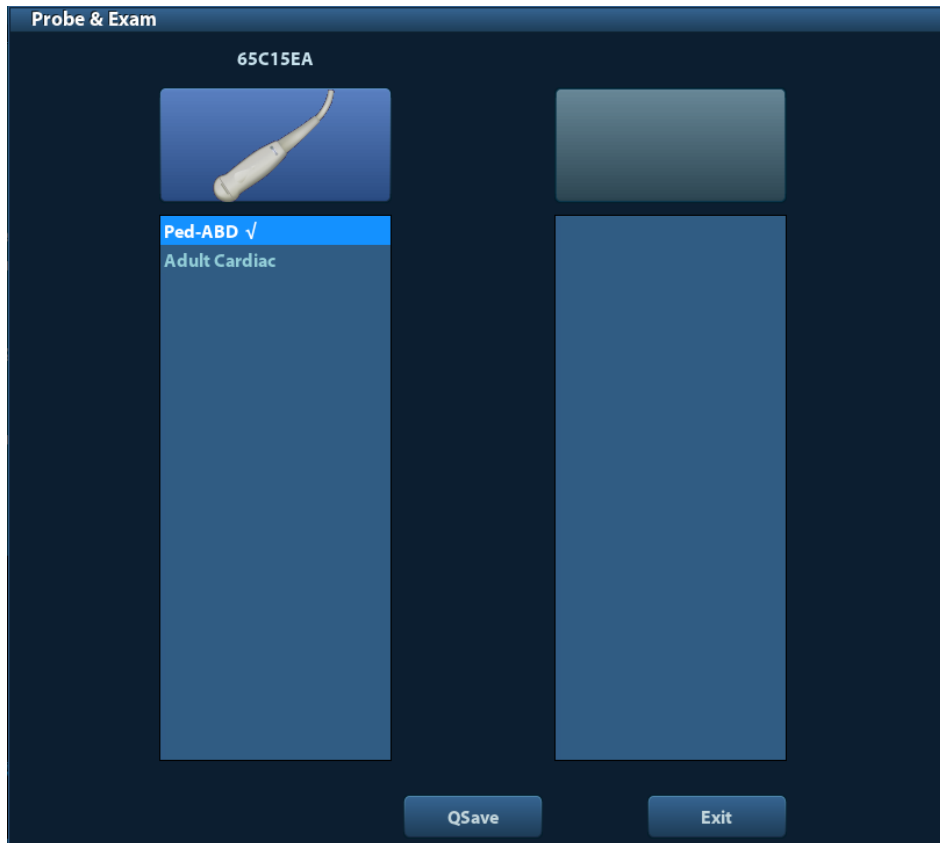 Probe & Exam
65C15EA
Ped-ABD √
Adult Cardiac
QSave
Exit